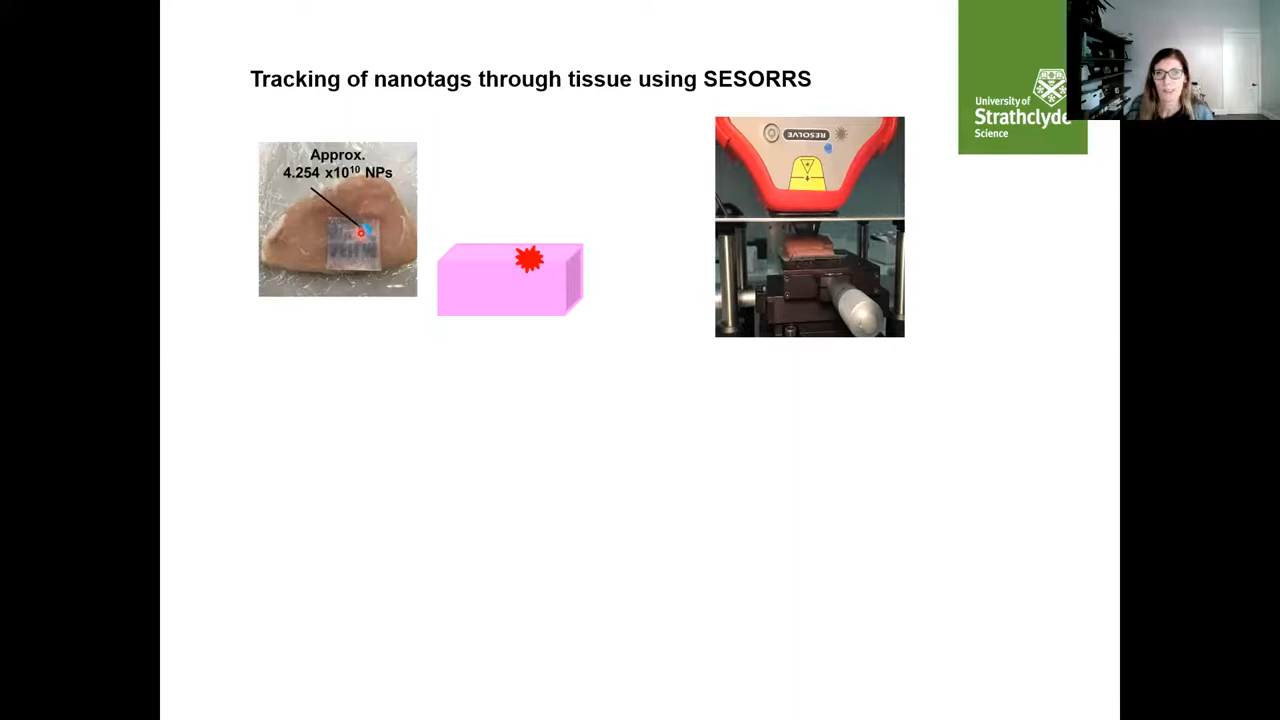 Tracking of nanotags through tissue using SESORRS
Approx.
4.254 x10¹⁰ NPs
RESOLVE
University of
Strathclyde
Science